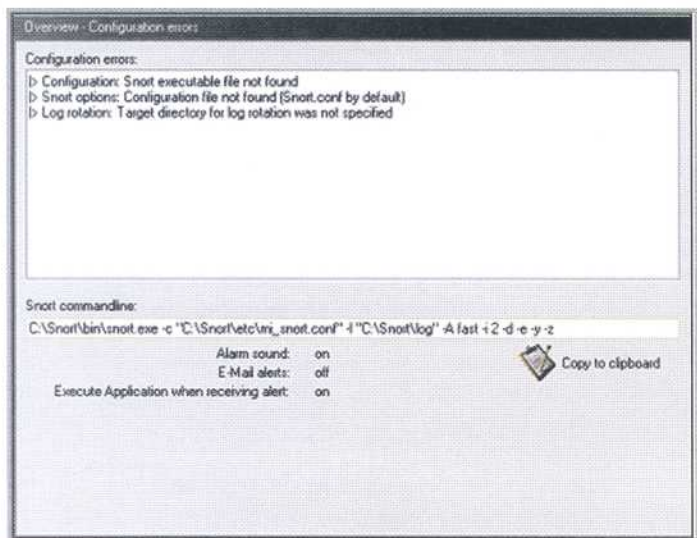 Overview - Configuration errors
Configuration errors:
Configuration: Snort executable file not found
Snort options: Configuration file not found (Snort.conf by default)
Log rotation: Target directory for log rotation was not specified
Snort commandline:
C:\Snort\bin\snort.exe -c "C:\Snort\etc\mi_snort.conf" -l "C:\Snort\log" -A fast -i 2 -d -e -y -z
Alarm sound: on
E-Mail alerts: off
Copy to clipboard
Execute Application when receiving alert: on